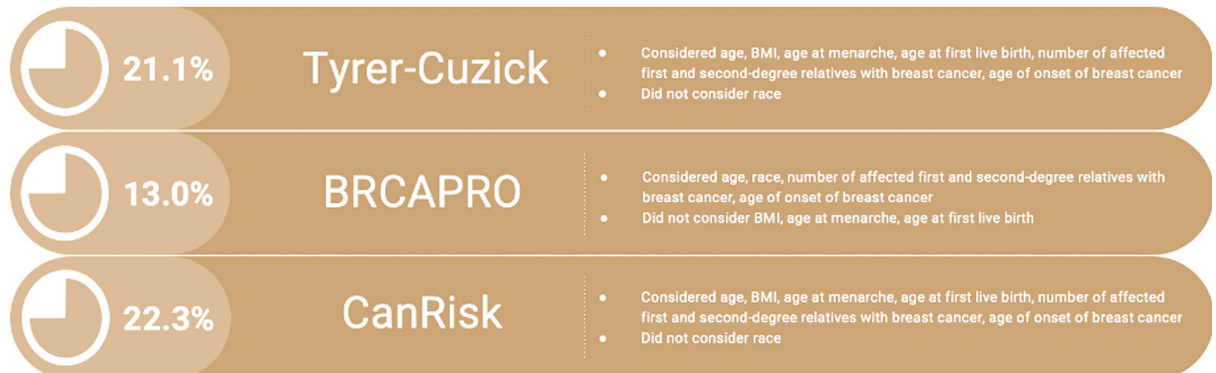 21.1%
Tyrer-Cuzick
● Considered age, BMI, age at menarche, age at first live birth, number of affected
first and second-degree relatives with breast cancer, age of onset of breast cancer
● Did not consider race
13.0%
BRCAPRO
● Considered age, race, number of affected first and second-degree relatives with
breast cancer, age of onset of breast cancer
● Did not consider BMI, age at menarche, age at first live birth
22.3%
CanRisk
● Considered age, BMI, age at menarche, age at first live birth, number of affected
first and second-degree relatives with breast cancer, age of onset of breast cancer
● Did not consider race